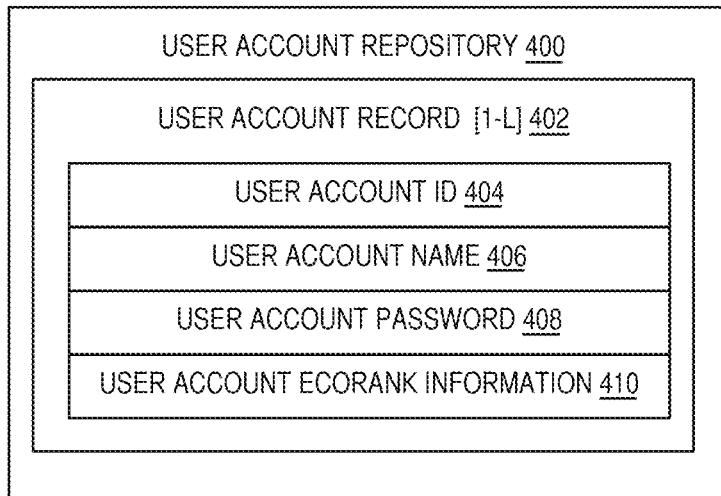 USER ACCOUNT REPOSITORY 400
USER ACCOUNT RECORD [1-L] 402
USER ACCOUNT ID 404
USER ACCOUNT NAME 406
USER ACCOUNT PASSWORD 408
USER ACCOUNT ECORANK INFORMATION 410